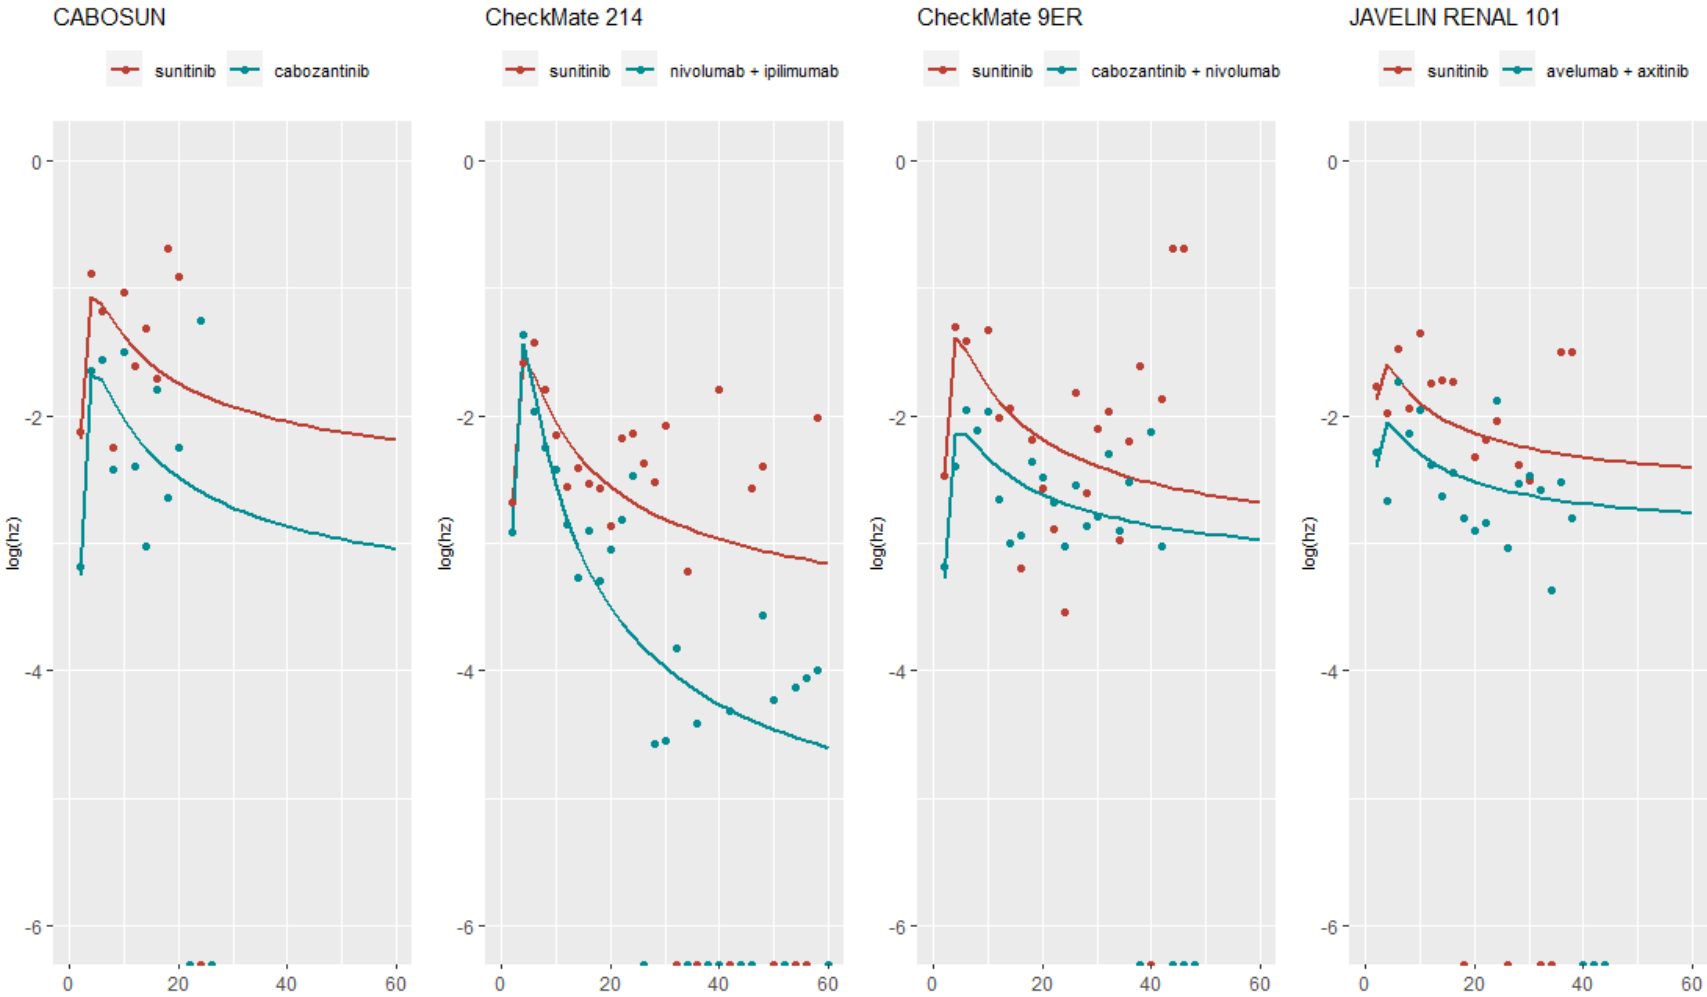 CABOSUN
CheckMate 214
CheckMate 9ER
JAVELIN RENAL 101
sunitinib cabozantinib
sunitinib nivolumab + ipilimumab
sunitinib cabozantinib + nivolumab
sunitinib avelumab + axitinib
0
-2
-4
-6
log(hz)
0 20 40 60
0
-2
-4
-6
log(hz)
0 20 40 60
0
-2
-4
-6
log(hz)
0 20 40 60
0
-2
-4
-6
log(hz)
0 20 40 60